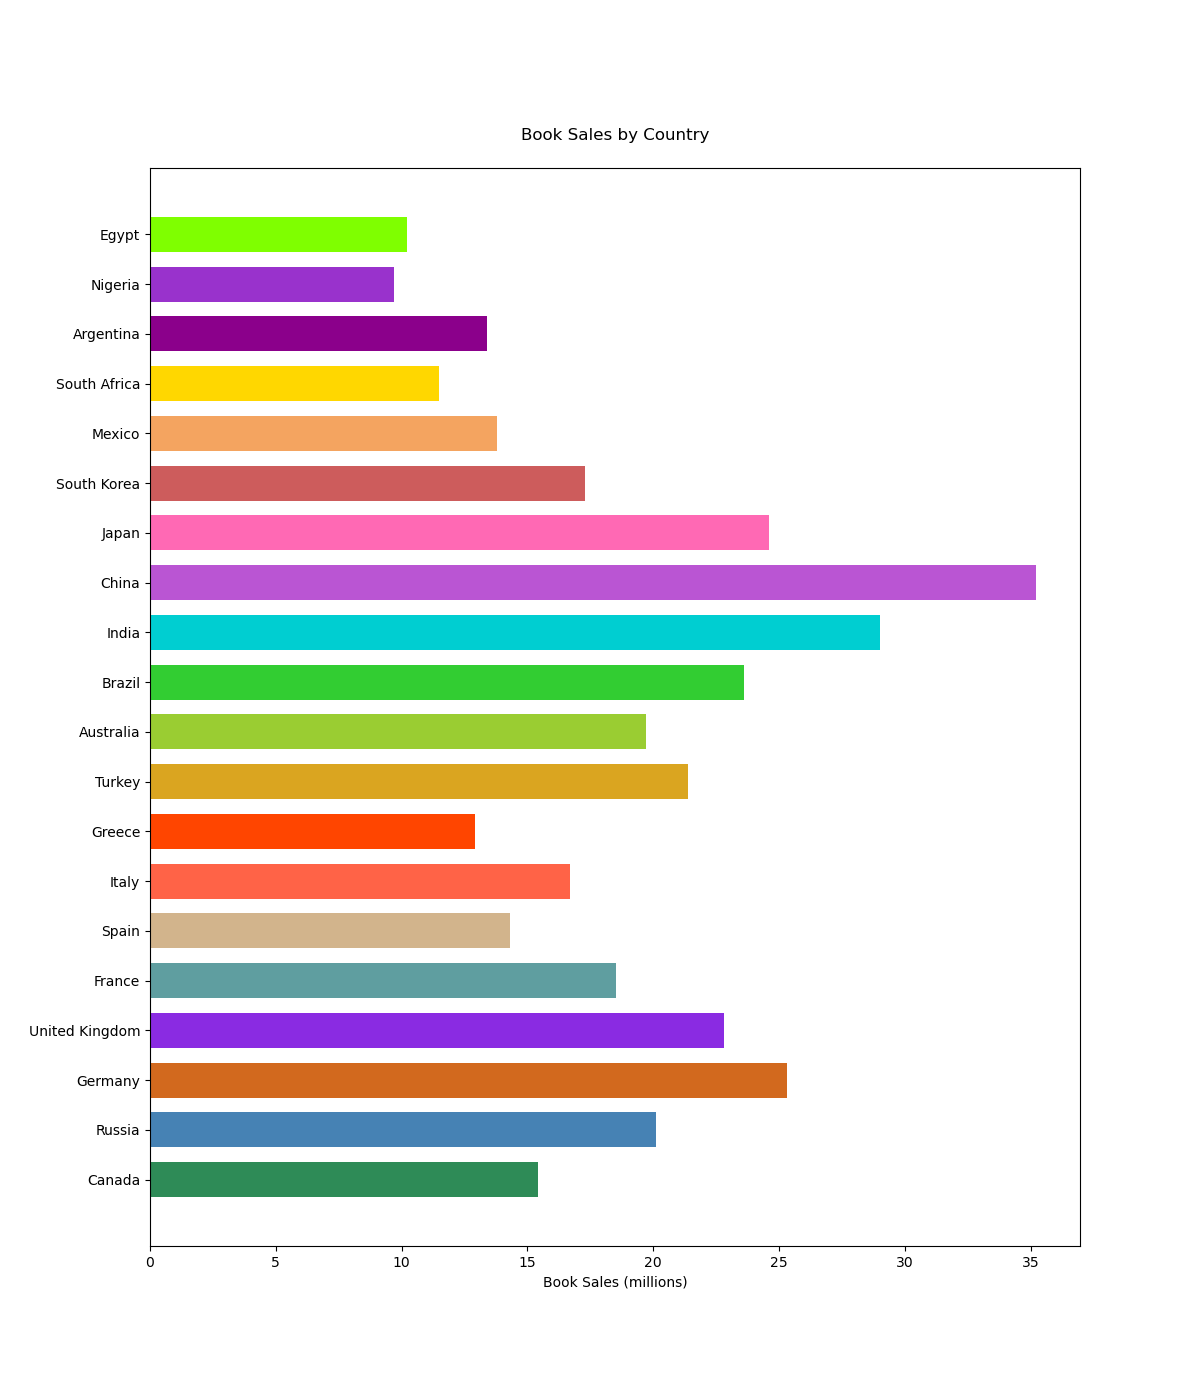 Book Sales by Country
Egypt
Nigeria
Argentina
South Africa
Mexico
South Korea
Japan
China
India
Brazil
Australia
Turkey
Greece
Italy
Spain
France
United Kingdom
Germany
Russia
Canada
0 5 10 15 20 25 30 35
Book Sales (millions)